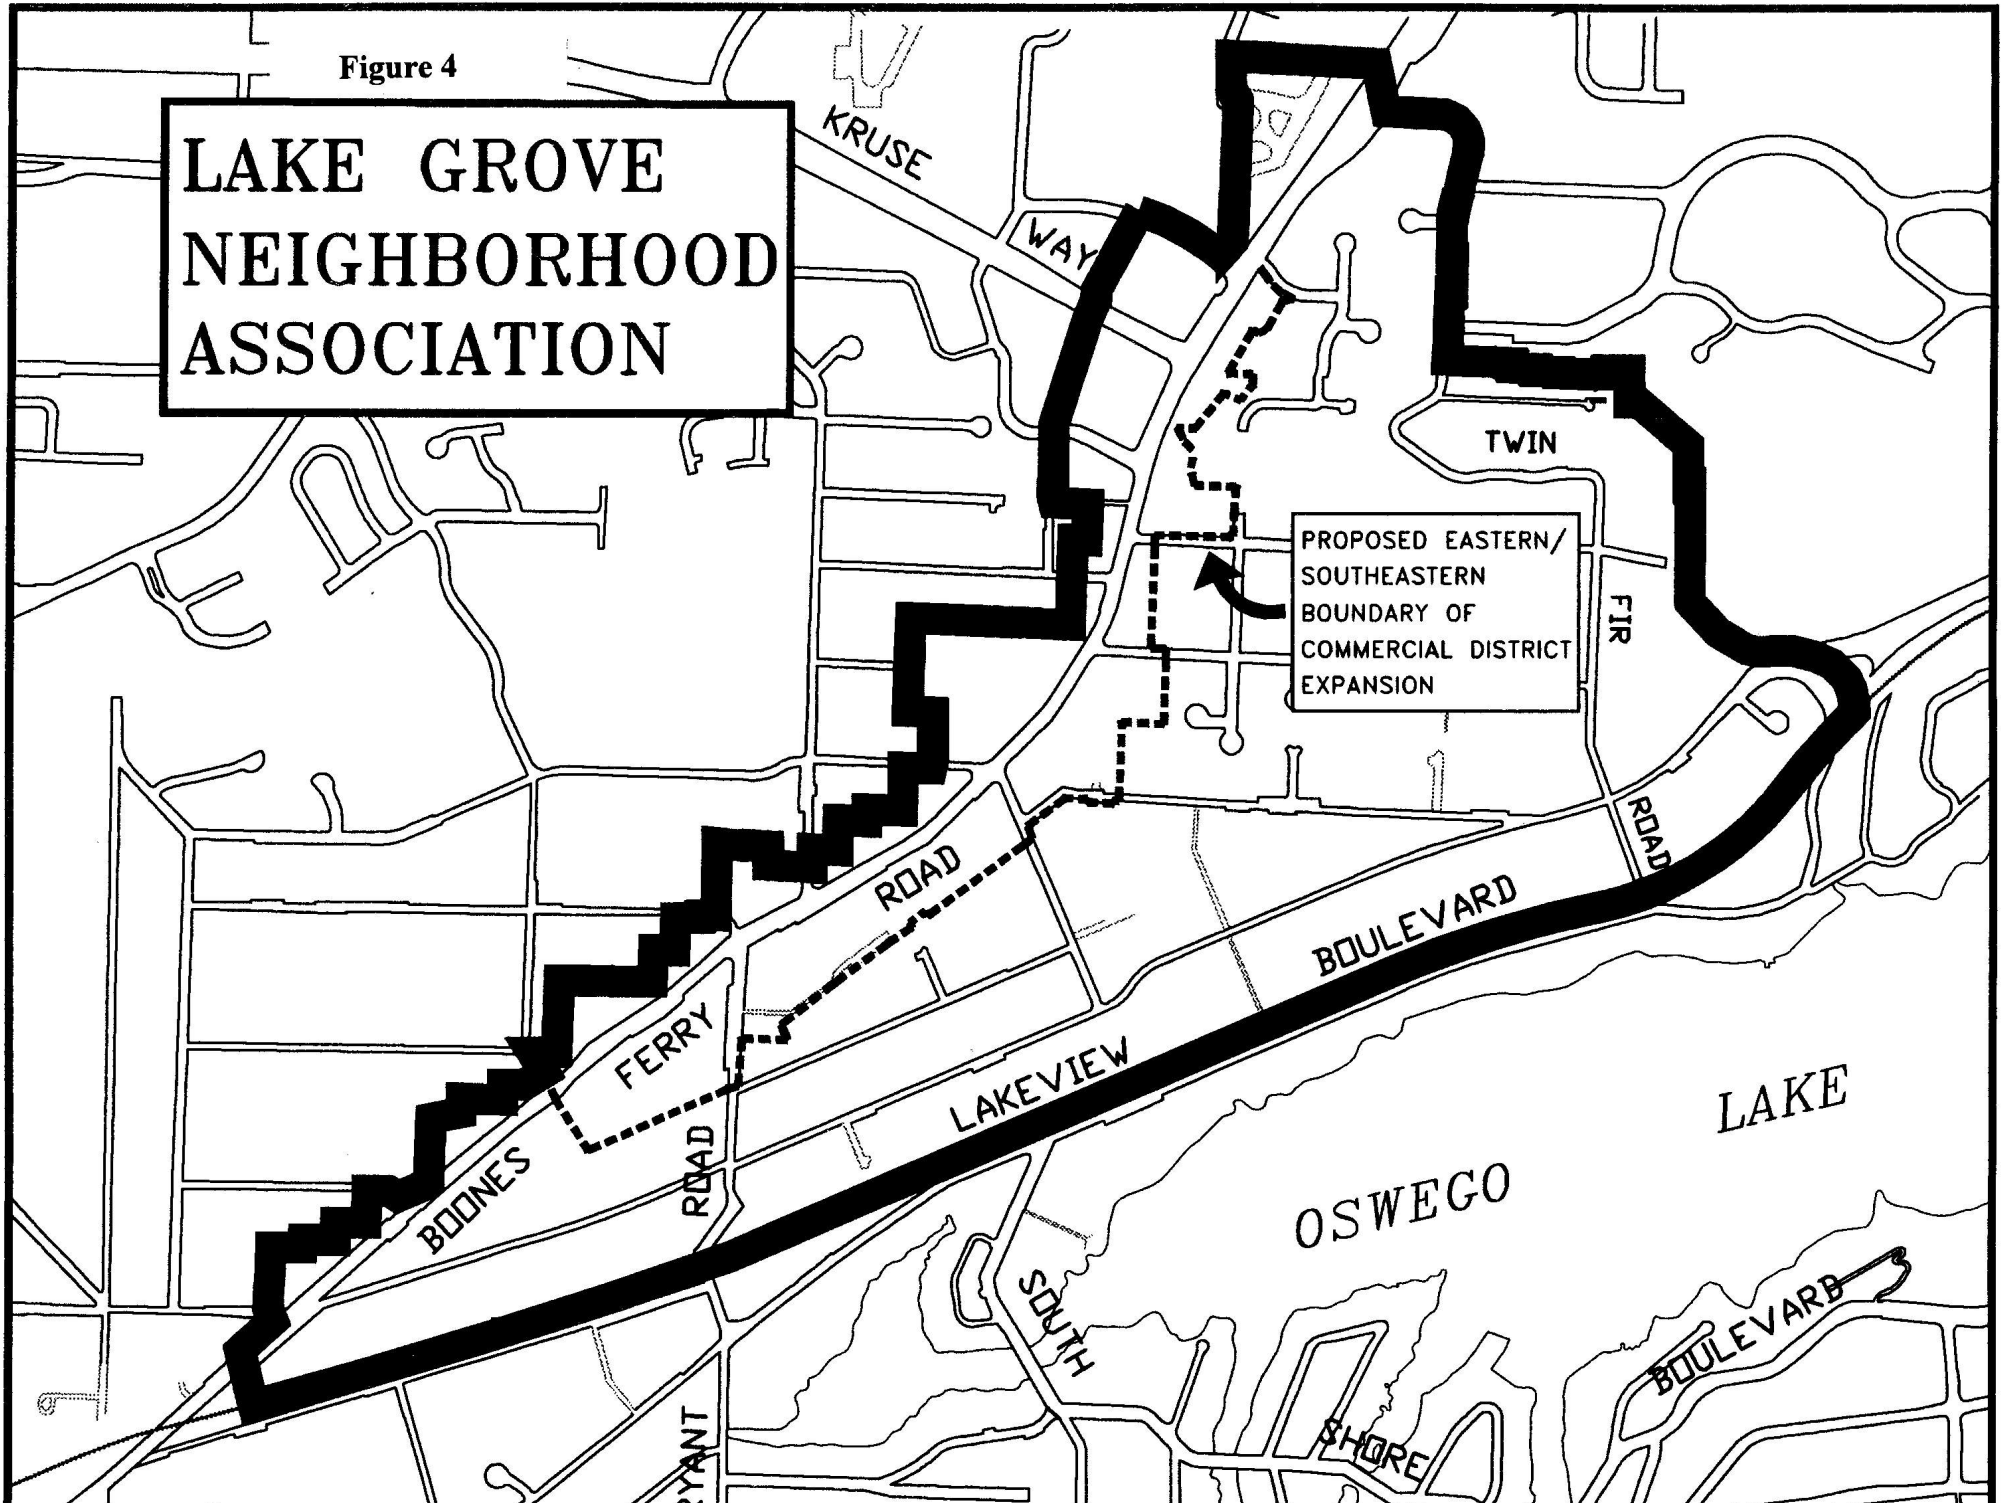 Figure 4
LAKE GROVE
NEIGHBORHOOD
ASSOCIATION
KRUSE
WAY
TWIN
FIR
ROAD
PROPOSED EASTERN/
SOUTHEASTERN
BOUNDARY OF
COMMERCIAL DISTRICT
EXPANSION
BOONES
FERRY
ROAD
LAKEVIEW
BOULEVARD
ROAD
RYANT
LAKE
OSWEGO
SOUTH
SHORE
BOULEVARD